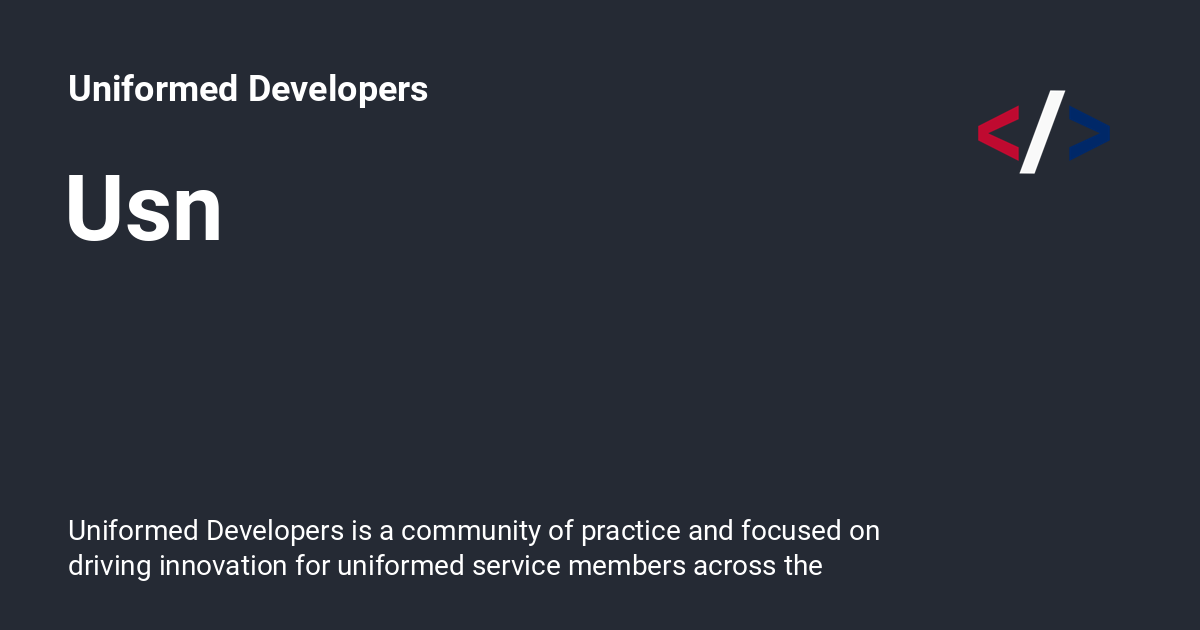 Uniformed Developers
</>
Usn
Uniformed Developers is a community of practice and focused on
driving innovation for uniformed service members across the